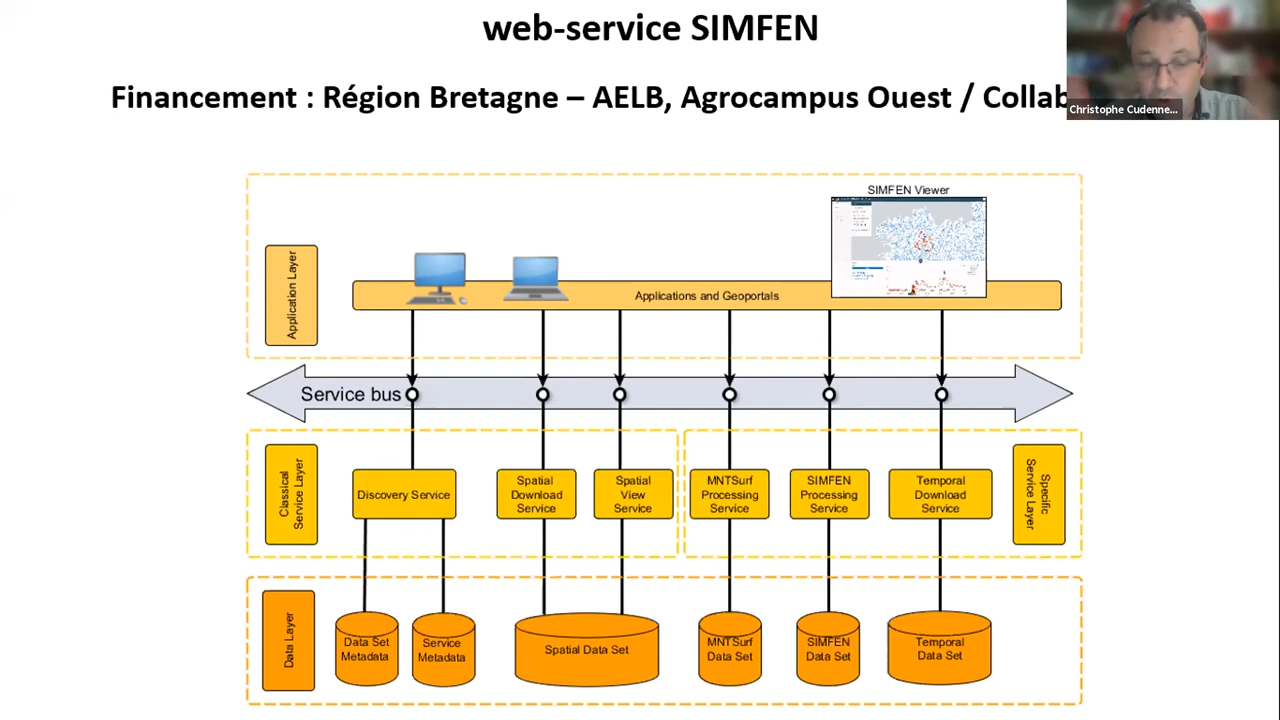 web-service SIMFEN
Financement : Région Bretagne – AELB, Agrocampus Ouest / Collab
Christophe Cudenne...
SIMFEN Viewer
Application Layer
Applications and Geoportals
Service bus
Classical
Service Layer
Discovery Service
Spatial
Download
Service
Spatial
View
Service
MNTSurf
Processing
Service
SIMFEN
Processing
Service
Temporal
Download
Service
Specific
Service Layer
Data Layer
Data Set
Metadata
Service
Metadata
Spatial Data Set
MNTSurf
Data Set
SIMFEN
Data Set
Temporal
Data Set